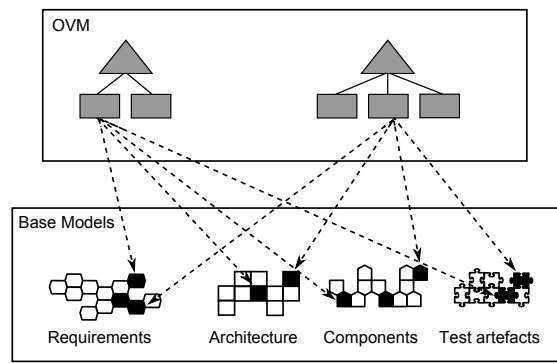 OVM
Base Models
Requirements Architecture Components Test artefacts